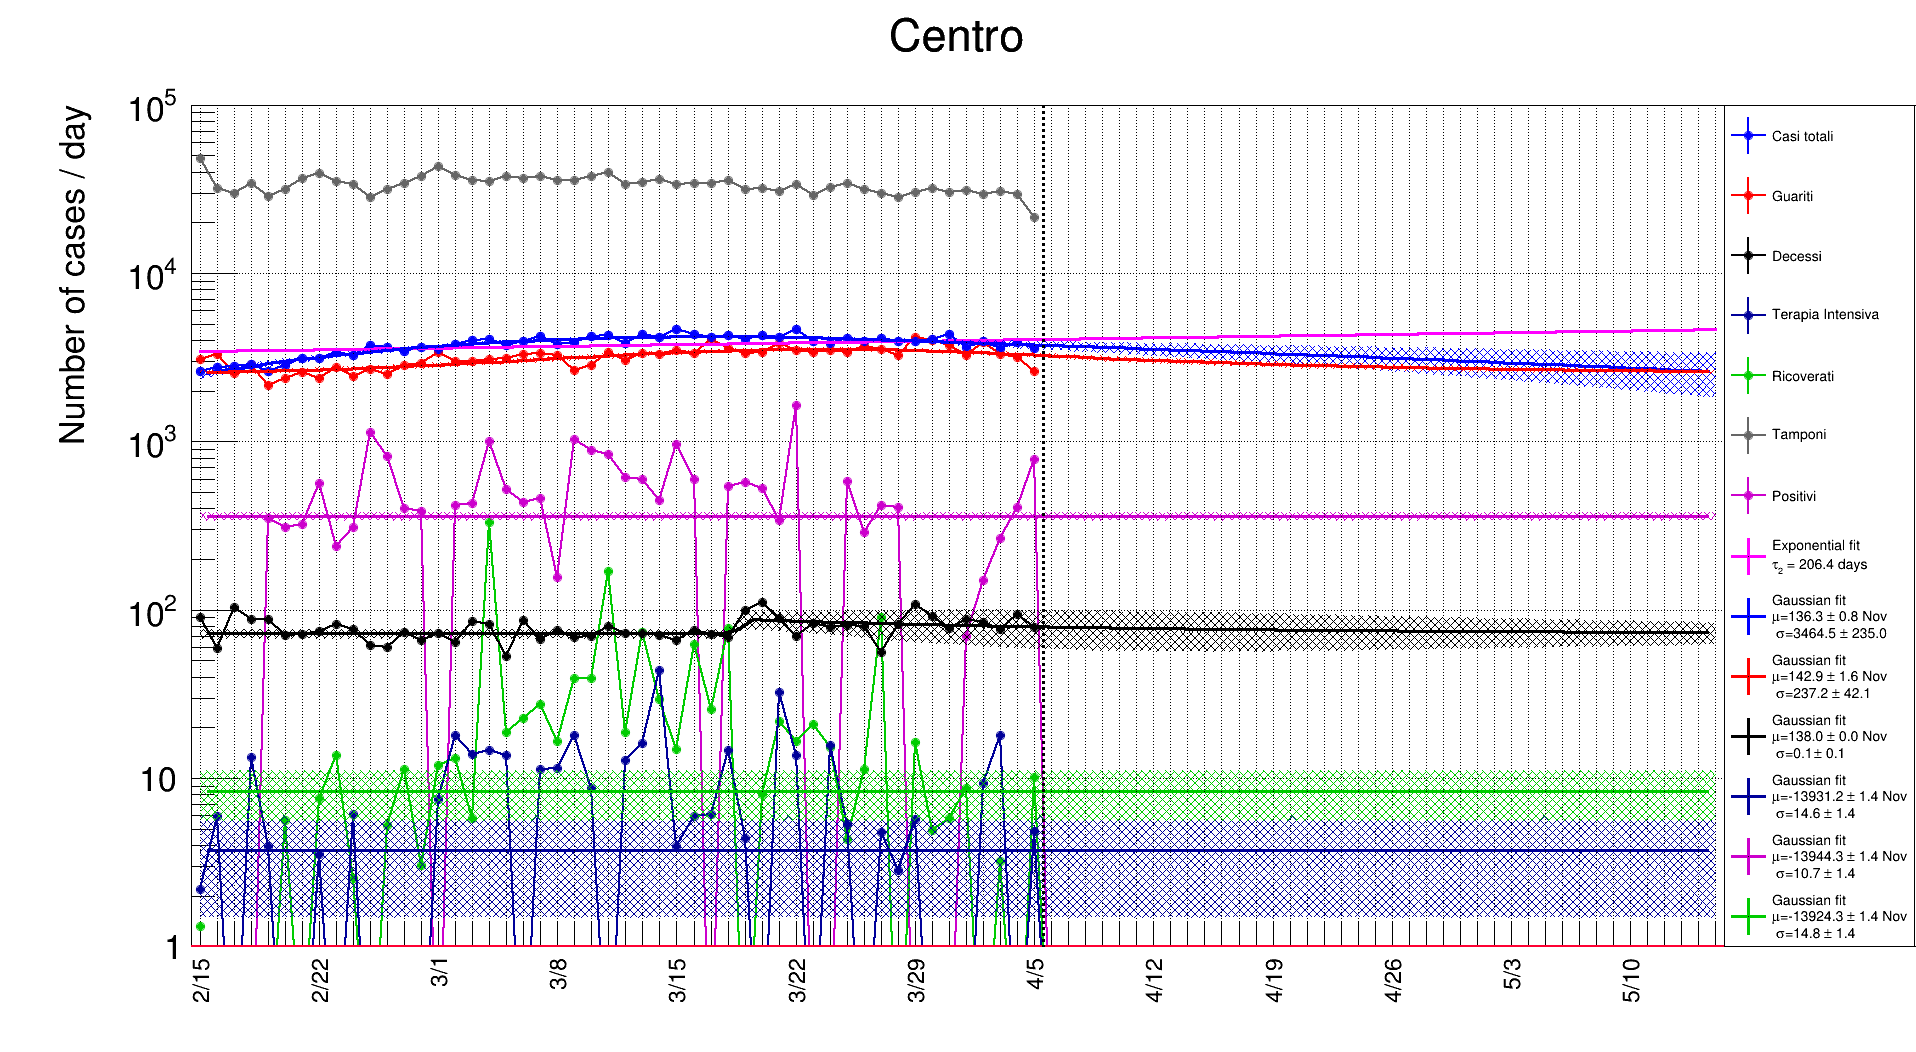 Centro
Number of cases / day
10^5
10^4
10^3
10^2
10
1
2/15
2/22
3/1
3/8
3/15
3/22
3/29
4/5
4/12
4/19
4/26
5/3
5/10
Casi totali
Guariti
Decessi
Terapia Intensiva
Ricoverati
Tamponi
Positivi
Exponential fit
τ₂ = 206.4 days
Gaussian fit
μ=136.3 ± 0.8 Nov
σ=3464.5 ± 235.0
Gaussian fit
μ=142.9 ± 1.6 Nov
σ=237.2 ± 42.1
Gaussian fit
μ=138.0 ± 0.0 Nov
σ=0.1 ± 0.1
Gaussian fit
μ=-13931.2 ± 1.4 Nov
σ=14.6 ± 1.4
Gaussian fit
μ=-13944.3 ± 1.4 Nov
σ=10.7 ± 1.4
Gaussian fit
μ=-13924.3 ± 1.4 Nov
σ=14.8 ± 1.4